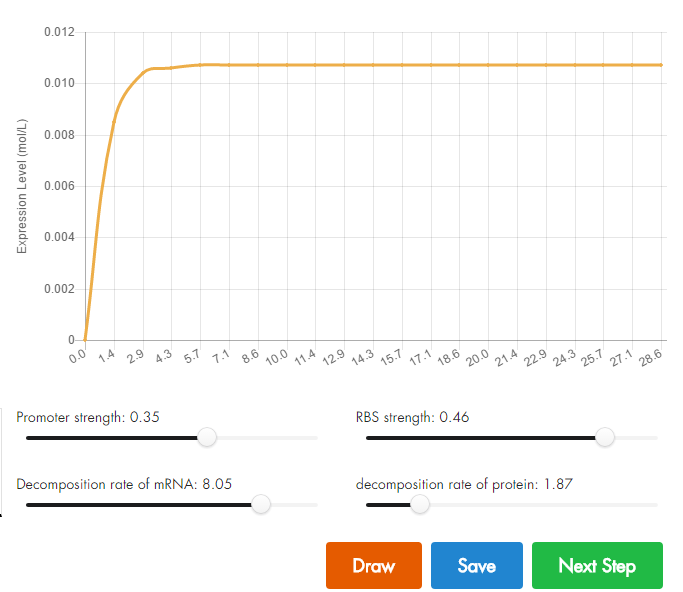 0.012
0.010
0.008
0.006
0.004
0.002
0
Expression Level (mol/L)
0.0 1.4 2.9 4.3 5.7 7.1 8.6 10.0 11.4 12.9 14.3 15.7 17.1 18.6 20.0 21.4 22.9 24.3 25.7 27.1 28.6
Promoter strength: 0.35 RBS strength: 0.46
Decomposition rate of mRNA: 8.05 decomposition rate of protein: 1.87
Draw Save Next Step